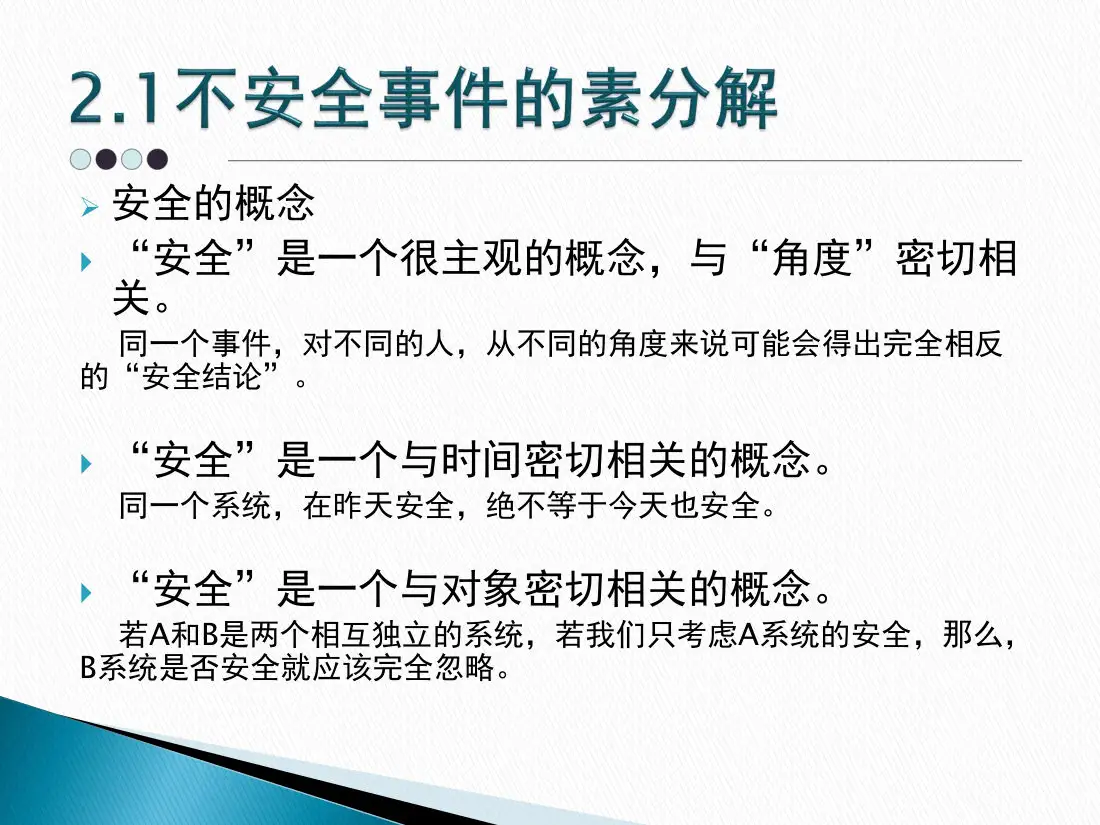 2.1不安全事件的素分解
安全的概念
“安全”是一个很主观的概念，与“角度”密切相
关。
同一个事件，对不同的人，从不同的角度来说可能会得出完全相反
的“安全结论”。
“安全”是一个与时间密切相关的概念。
同一个系统，在昨天安全，绝不等于今天也安全。
“安全”是一个与对象密切相关的概念。
若A和B是两个相互独立的系统，若我们只考虑A系统的安全，那么，
B系统是否安全就应该完全忽略。